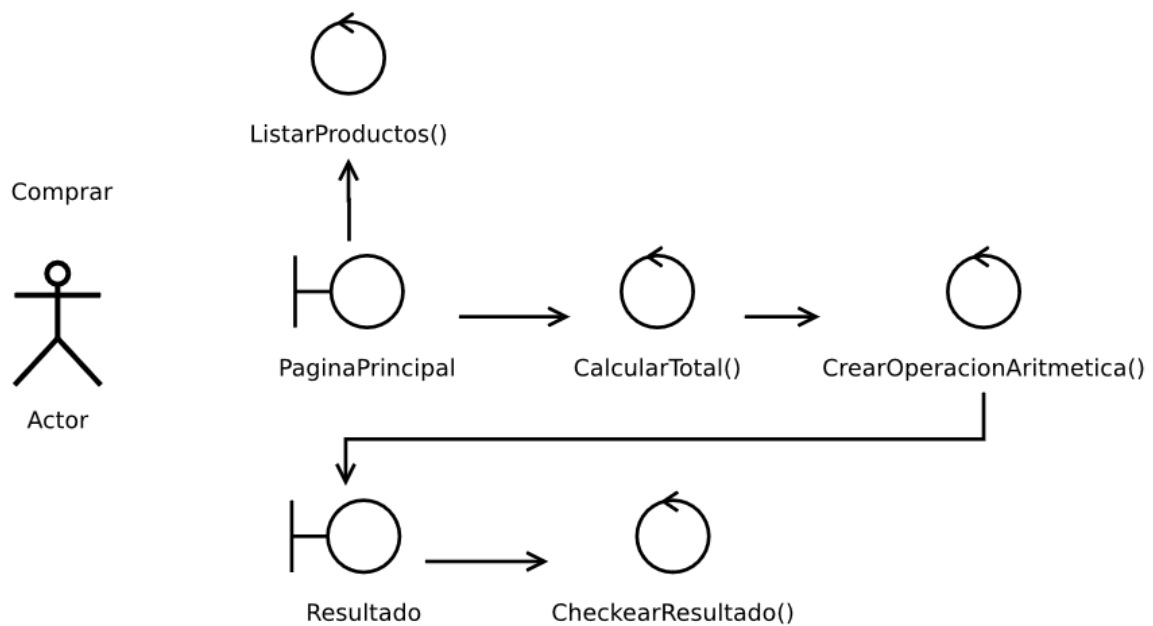 ListarProductos()
Comprar
PaginaPrincipal
CalcularTotal()
CrearOperacionAritmetica()
Actor
Resultado
CheckearResultado()